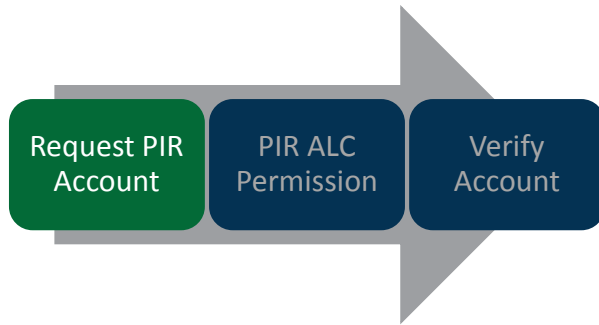 Request PIR
Account
PIR ALC
Permission
Verify
Account